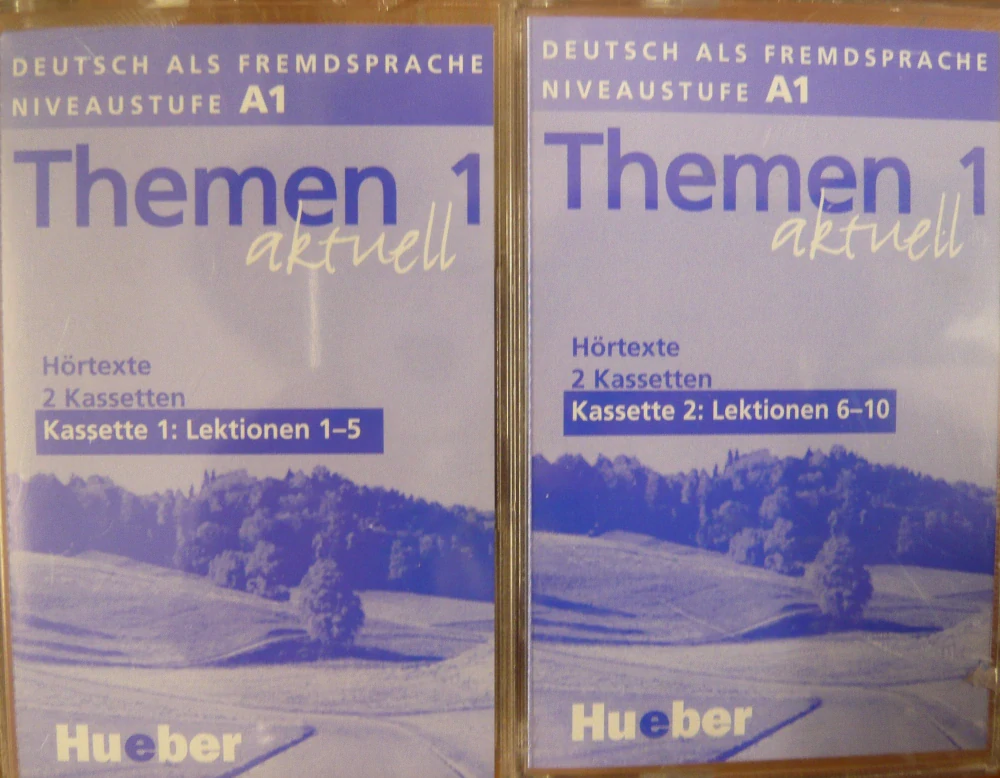 DEUTSCH ALS FREMDSPRACHE
NIVEAUSTUFE A1
Themen 1
aktuell
Hörtexte
2 Kassetten
Kassette 1: Lektionen 1–5
Hueber
DEUTSCH ALS FREMDSPRACHE
NIVEAUSTUFE A1
Themen 1
aktuell
Hörtexte
2 Kassetten
Kassette 2: Lektionen 6–10
Hueber